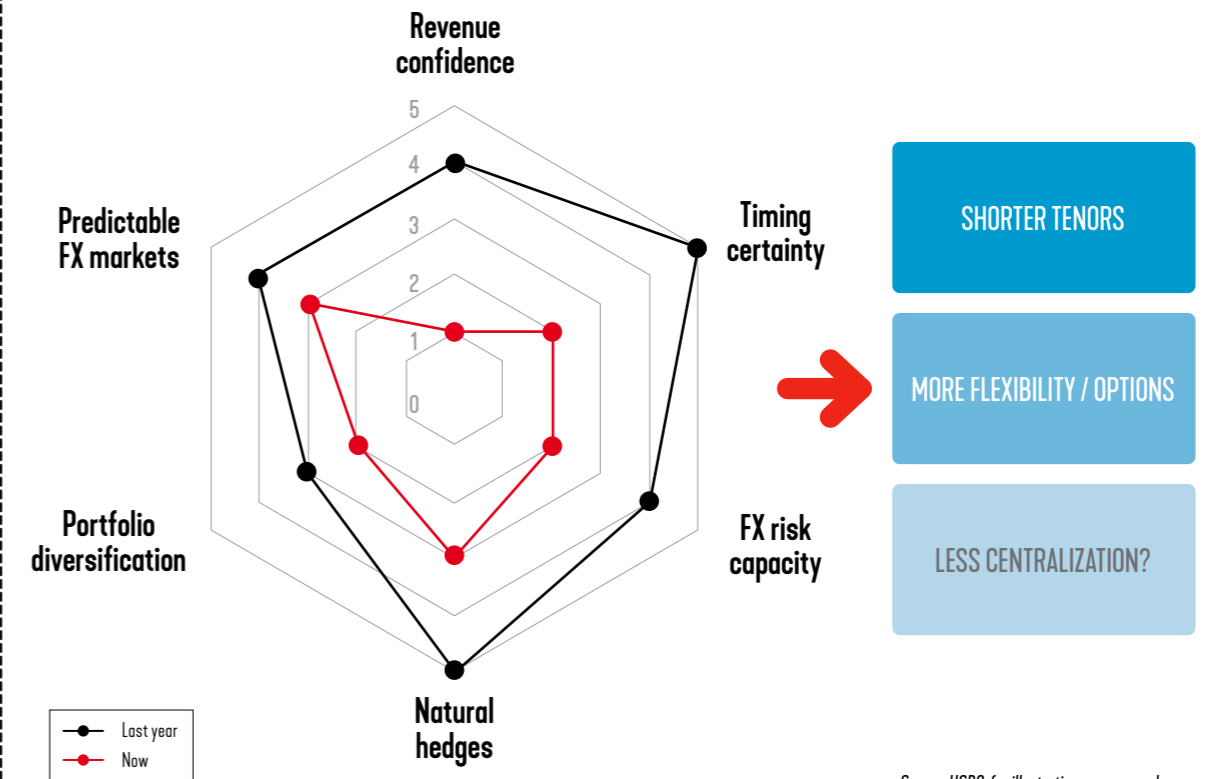 Revenue
confidence
5
4
3
2
1
0
Predictable
FX markets
Timing
certainty
Portfolio
diversification
FX risk
capacity
Natural
hedges
SHORTER TENORS
MORE FLEXIBILITY / OPTIONS
LESS CENTRALIZATION?
Last year
Now